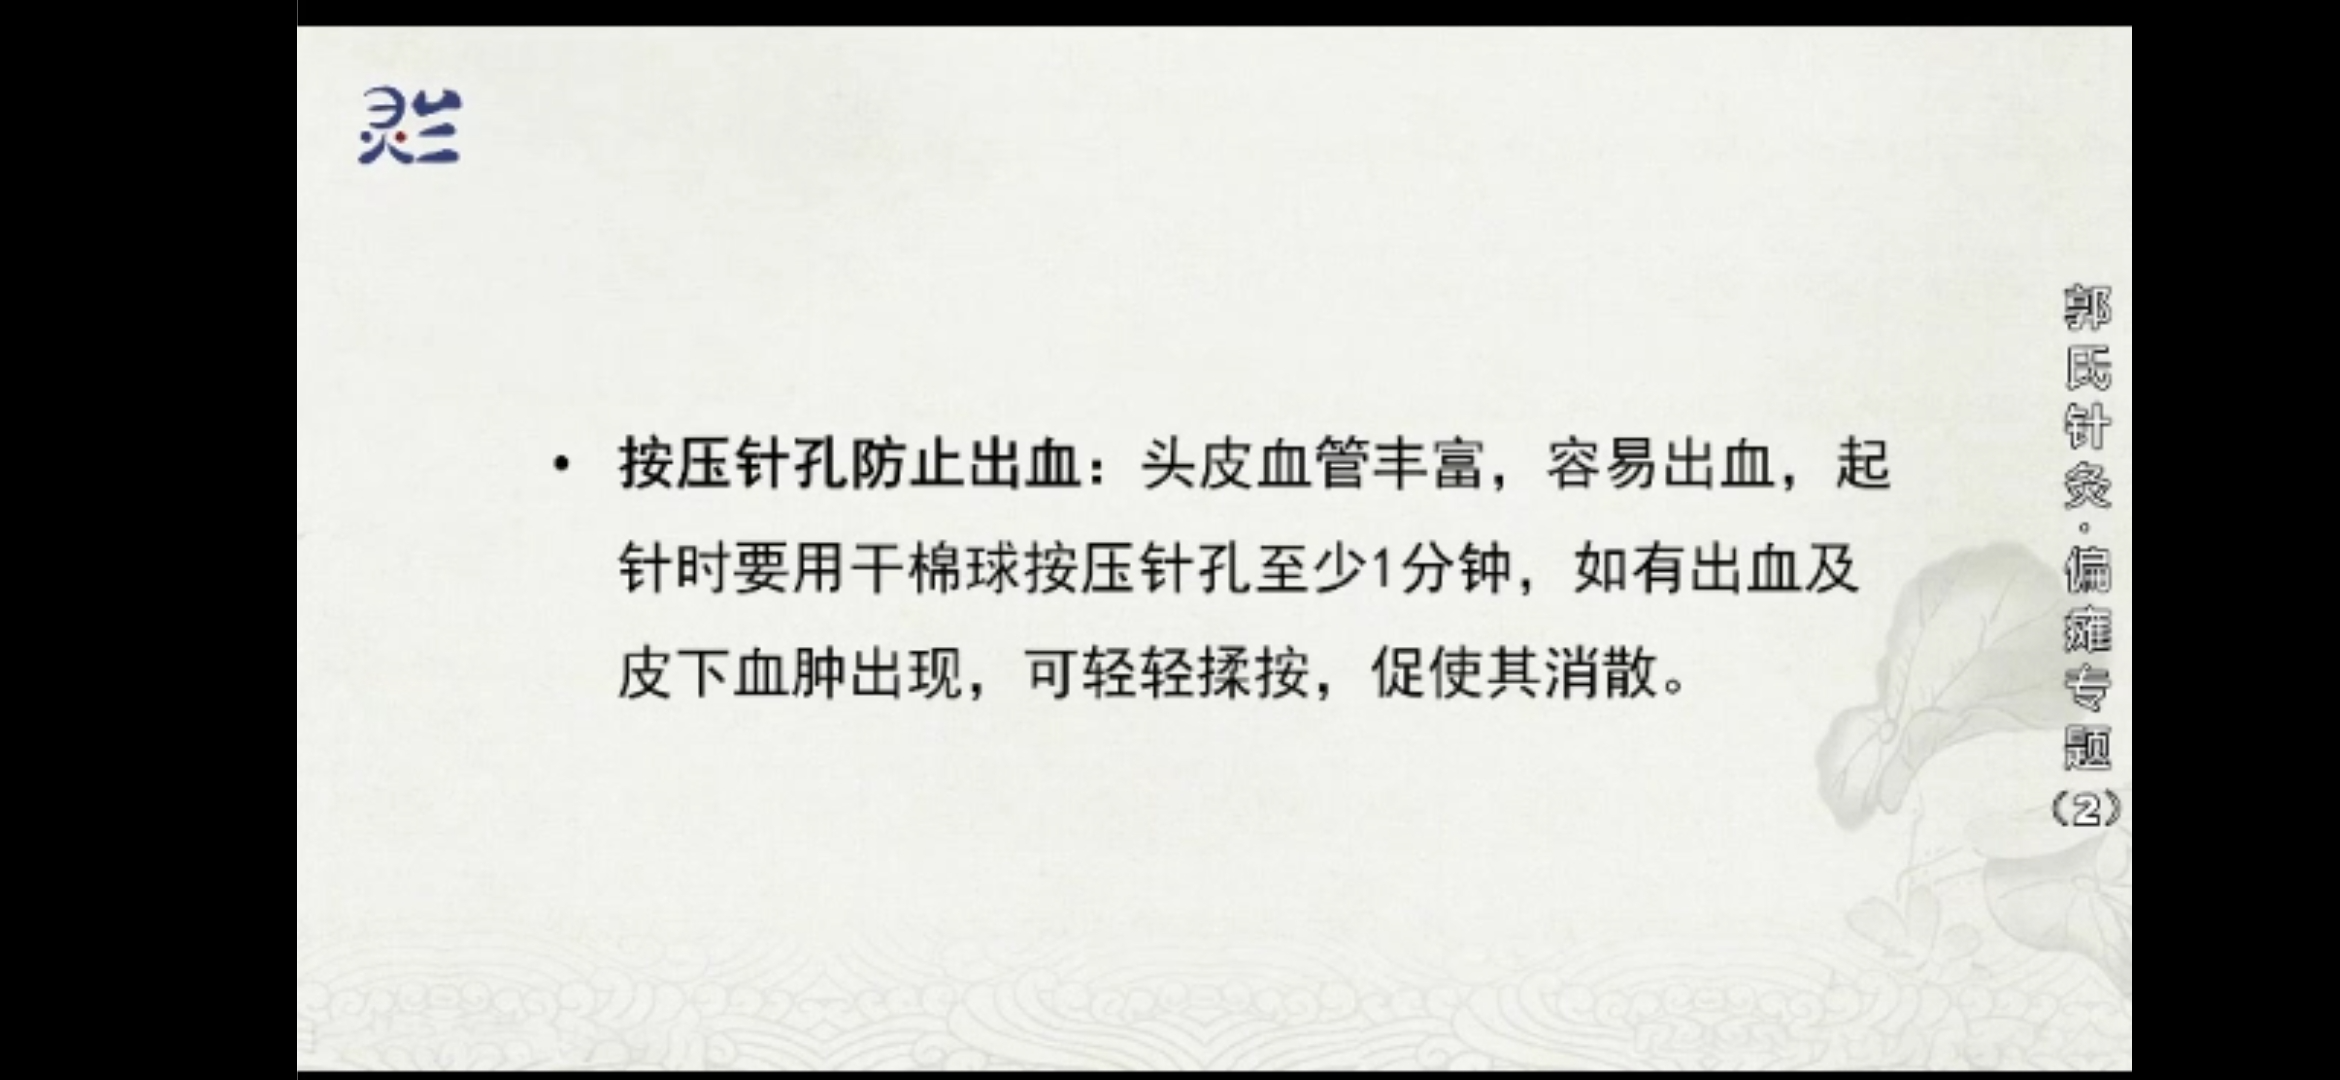 灵兰
• 按压针孔防止出血：头皮血管丰富，容易出血，起
针时要用干棉球按压针孔至少1分钟，如有出血及
皮下血肿出现，可轻轻揉按，促使其消散。
郭氏针灸·偏瘫专题（2）